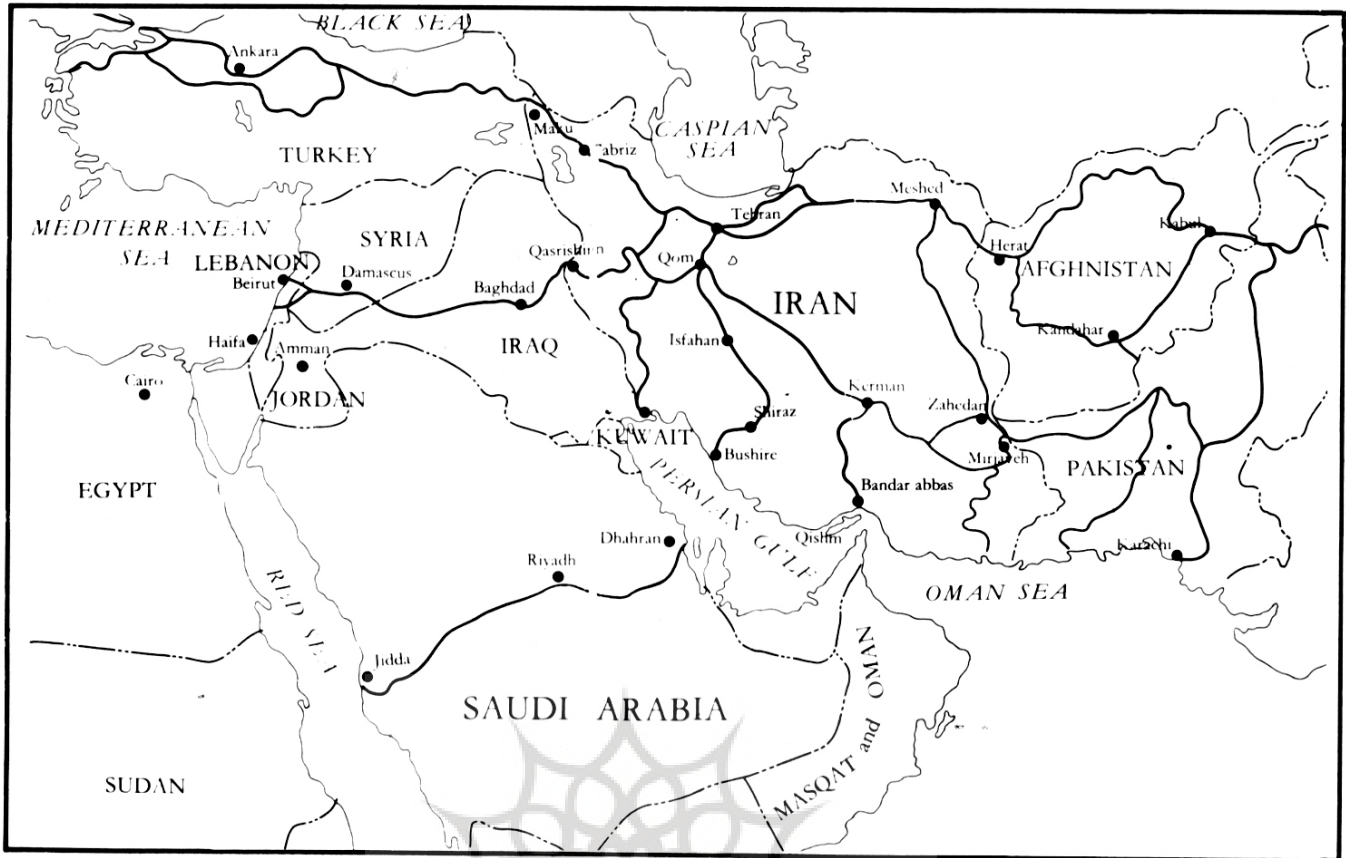 BLACK SEA
Ankara
Maku
CASPIAN
SEA
TURKEY
Meshed
MEDITERRANEAN
SEA
SYRIA
Tehran
Kabul
Herat
LEBANON
Beirut
Damascus
Qom
AFGHNISTAN
Baghdad
IRAN
Haifa
Amman
IRAQ
Isfahan
Kandahar
Cairo
JORDAN
Kerman
Zahedan
Shiraz
KUWAIT
Bushire
Mirjaveh
PAKISTAN
EGYPT
PERSIAN GULF
Bandar abbas
Dhahran
Qishm
Karachi
Riyadh
OMAN SEA
RED SEA
Jidda
SAUDI ARABIA
MASQAT and OMAN
SUDAN